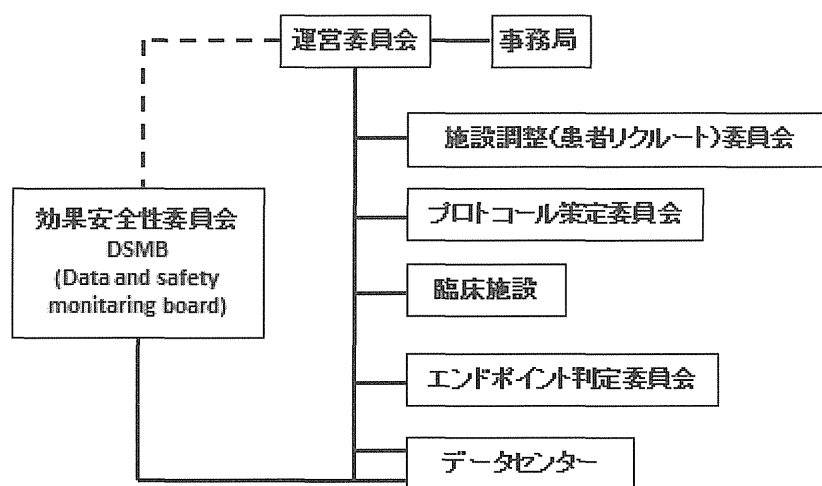 運営委員会
事務局
施設調整(患者リクルート)委員会
効果安全性委員会
DSMB
(Data and safety
monitaring board)
プロトコール策定委員会
臨床施設
エンドポイント判定委員会
データセンター